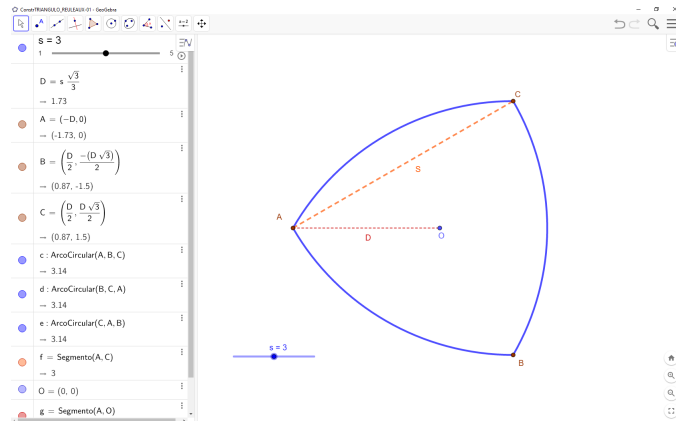 ConstrTRIANGULO_REULEAUX-01 - GeoGebra
s = 3
1 5
D = s √3/3
→ 1.73
A = (−D, 0)
→ (-1.73, 0)
B = (D/2, −(D √3)/2)
→ (0.87, -1.5)
C = (D/2, D √3/2)
→ (0.87, 1.5)
c : ArcoCircular(A, B, C)
→ 3.14
d : ArcoCircular(B, C, A)
→ 3.14
e : ArcoCircular(C, A, B)
→ 3.14
f = Segmento(A, C)
→ 3
O = (0, 0)
g = Segmento(A, O)
C
S
A
D
O
s = 3
B